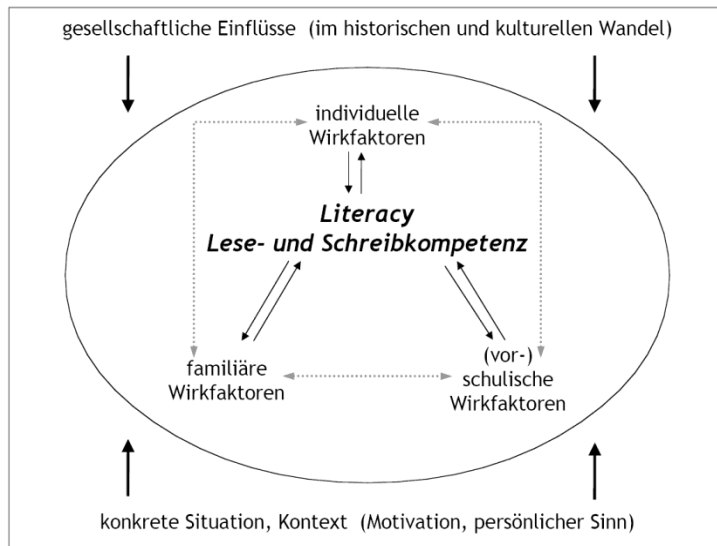 gesellschaftliche Einflüsse (im historischen und kulturellen Wandel)
individuelle
Wirkfaktoren
Literacy
Lese- und Schreibkompetenz
familiäre
Wirkfaktoren
(vor-)
schulische
Wirkfaktoren
konkrete Situation, Kontext (Motivation, persönlicher Sinn)